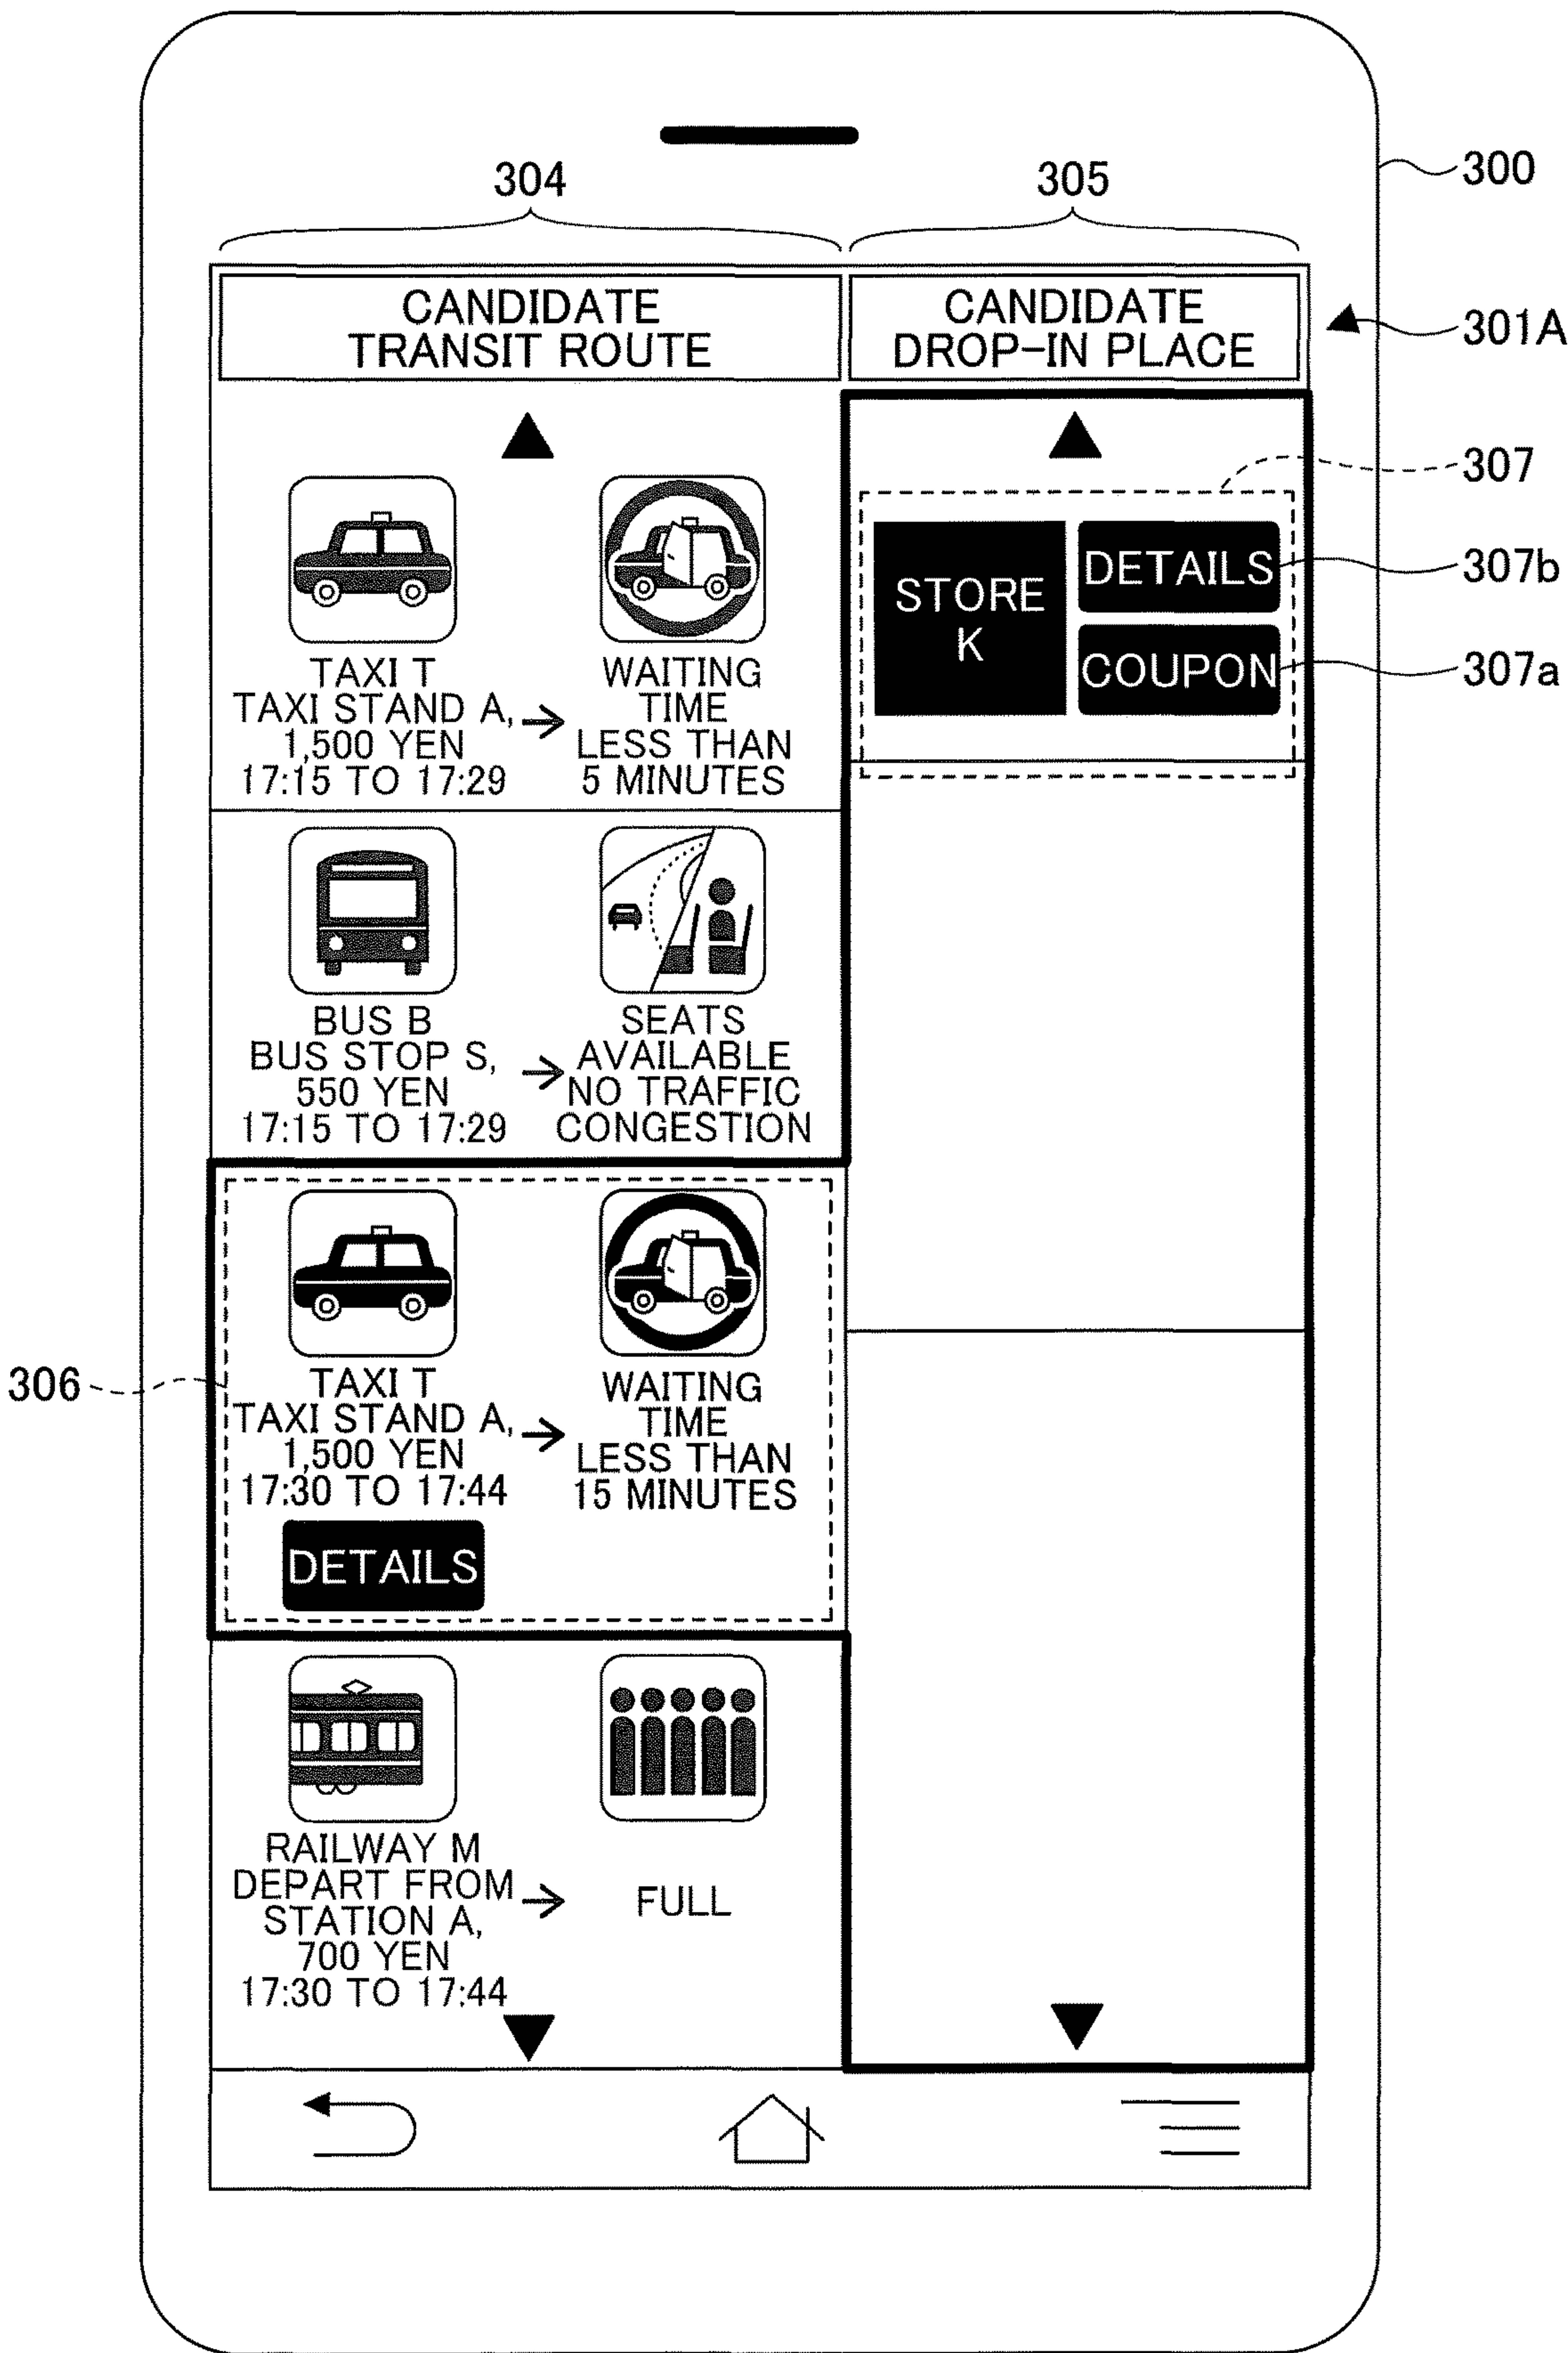 304
305
300
CANDIDATE
TRANSIT ROUTE
CANDIDATE
DROP-IN PLACE
301A
307
STORE
K
DETAILS
307b
COUPON
307a
TAXI T
TAXI STAND A,
1,500 YEN
17:15 TO 17:29
→
WAITING
TIME
LESS THAN
5 MINUTES
BUS B
BUS STOP S,
550 YEN
17:15 TO 17:29
→
SEATS
AVAILABLE
NO TRAFFIC
CONGESTION
306
TAXI T
TAXI STAND A,
1,500 YEN
17:30 TO 17:44
→
WAITING
TIME
LESS THAN
15 MINUTES
DETAILS
RAILWAY M
DEPART FROM
STATION A,
700 YEN
17:30 TO 17:44
→
FULL